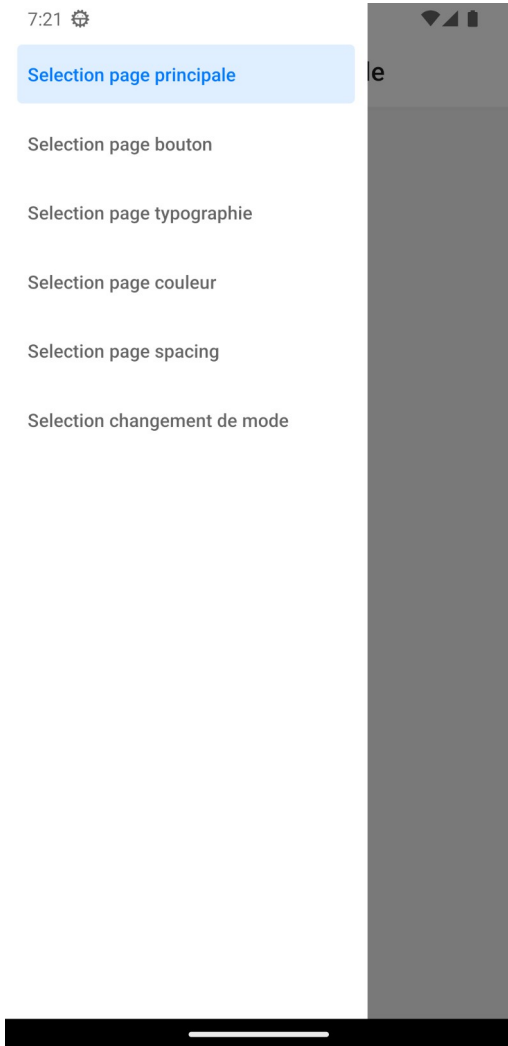 7:21
Selection page principale
le
Selection page bouton
Selection page typographie
Selection page couleur
Selection page spacing
Selection changement de mode